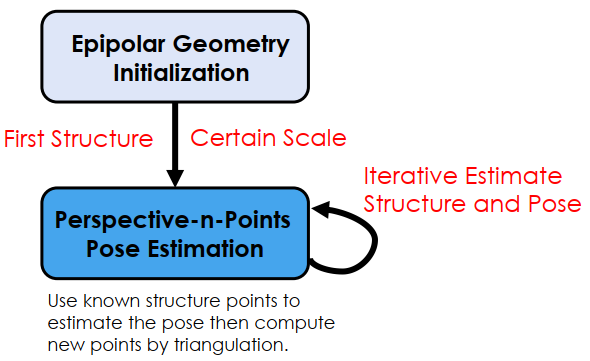 Epipolar Geometry
Initialization
First Structure
Certain Scale
Iterative Estimate
Structure and Pose
Perspective-n-Points
Pose Estimation
Use known structure points to
estimate the pose then compute
new points by triangulation.